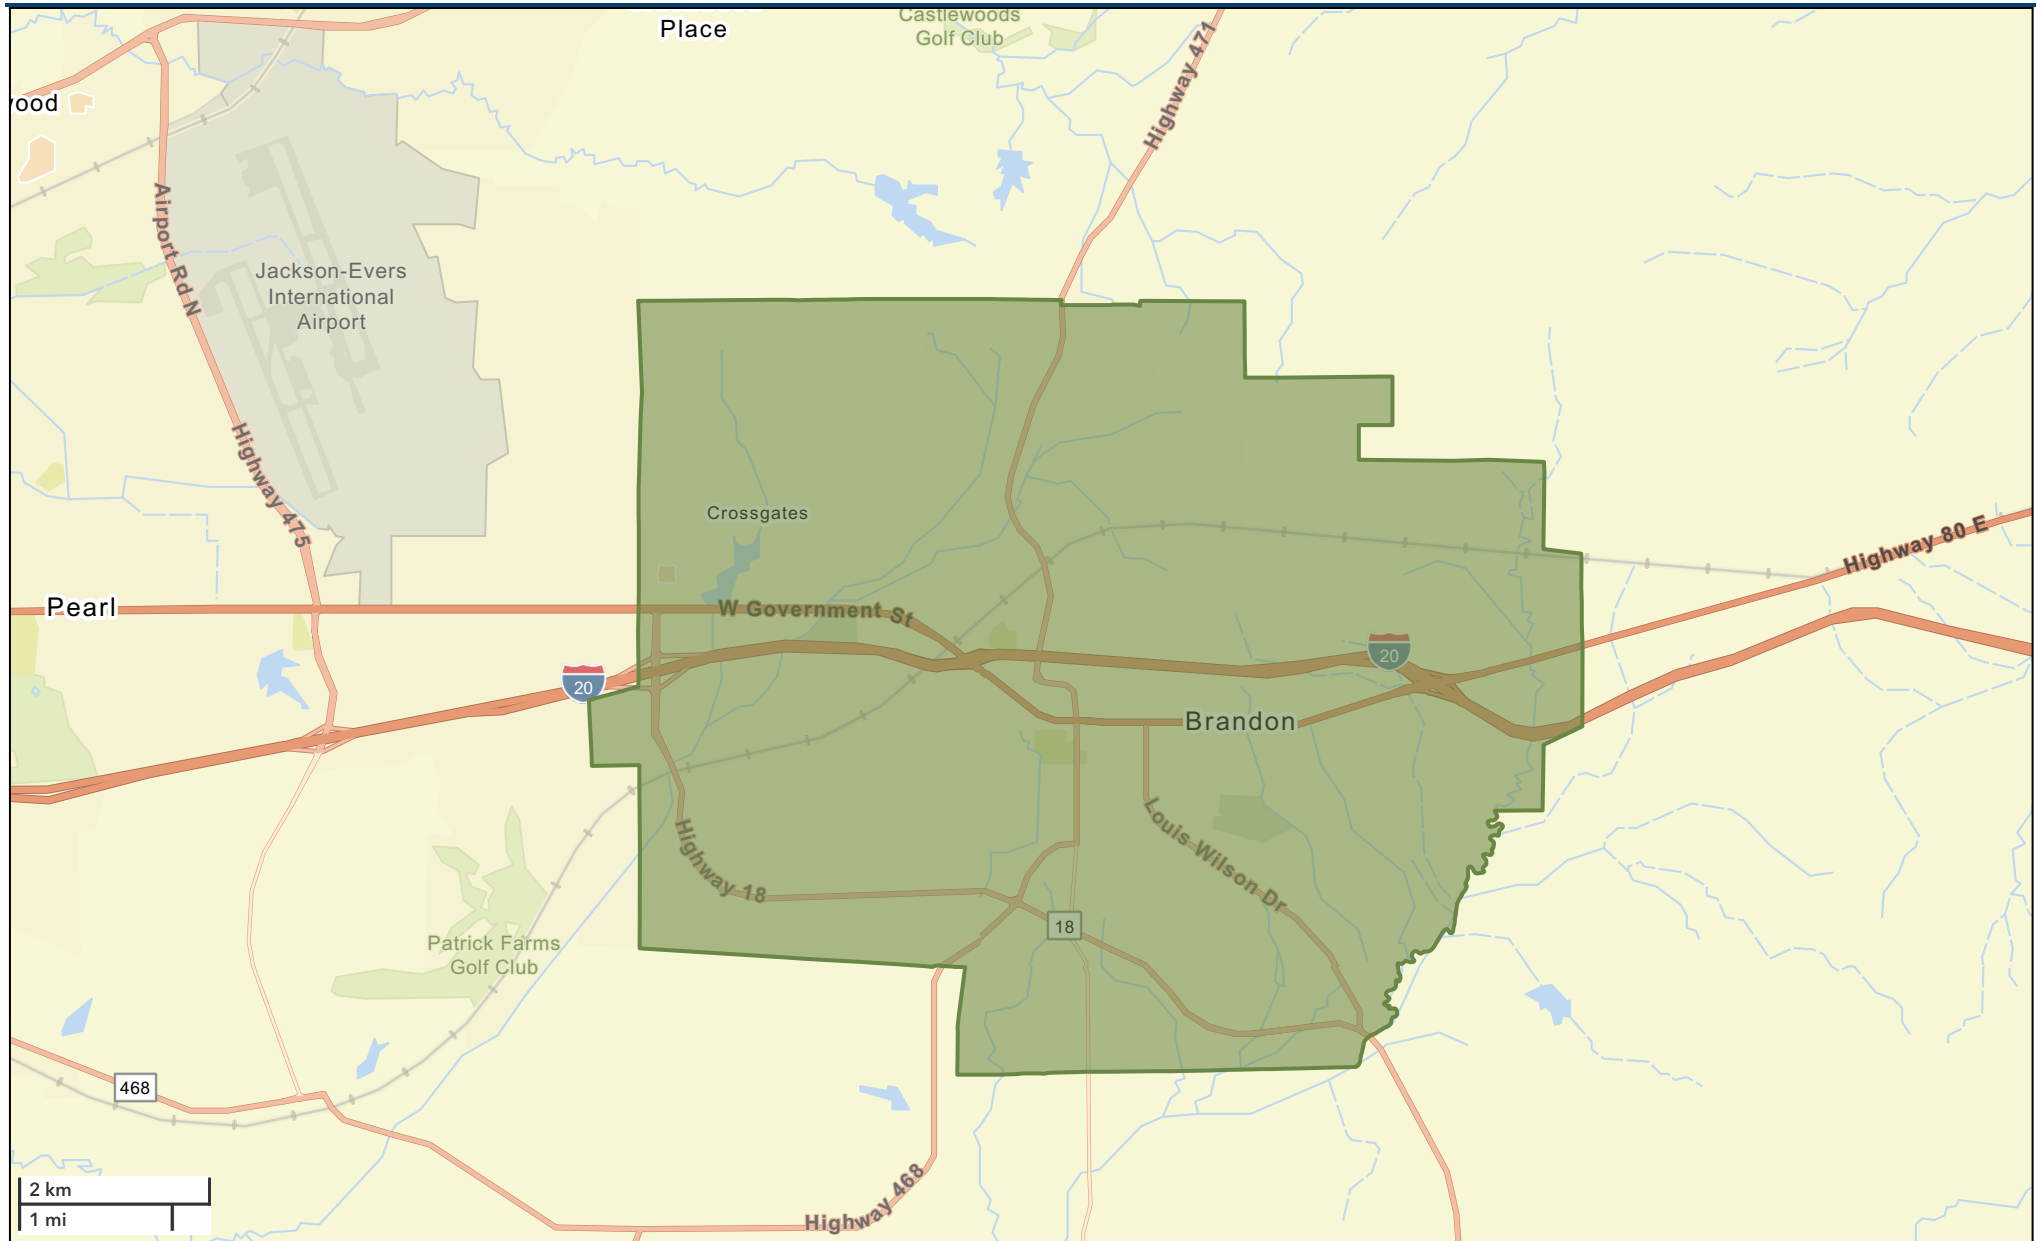 Castlewoods
Golf Club
Place
Highway 471
ood
Airport Rd N
Jackson-Evers
International
Airport
Highway 475
Crossgates
Highway 80 E
Pearl
W Government St
20
20
Brandon
Louis Wilson Dr
Highway 18
18
Patrick Farms
Golf Club
468
Highway 468
2 km
1 mi